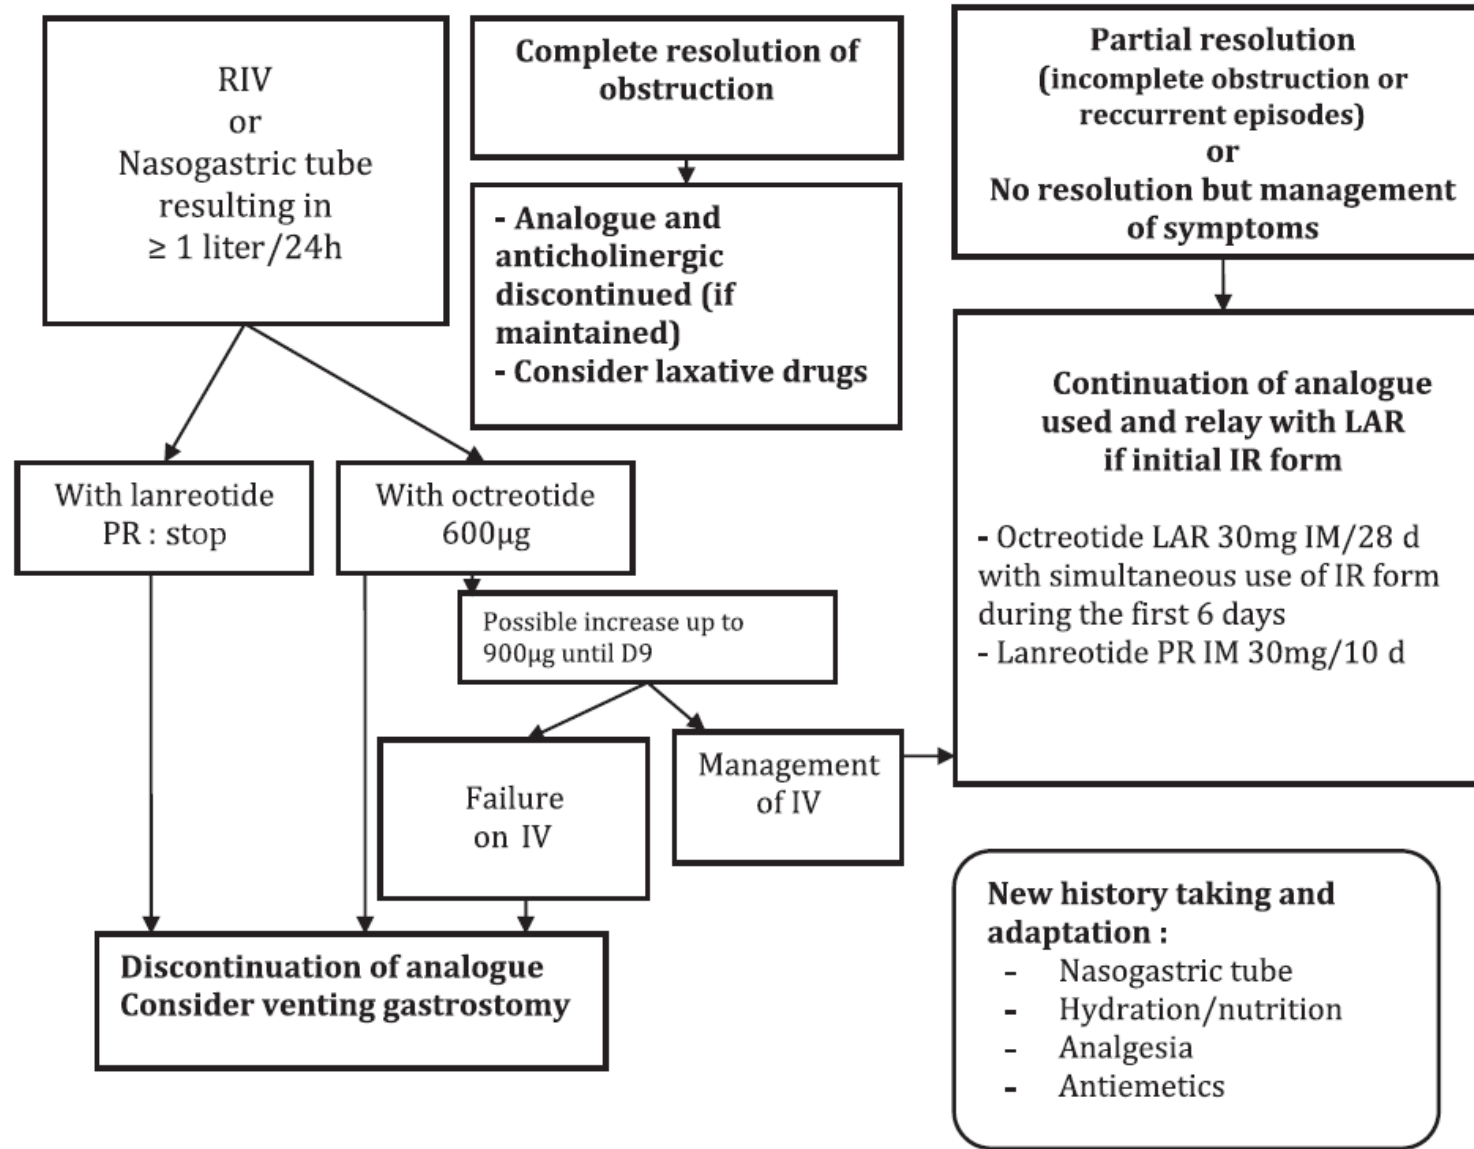 RIV
or
Nasogastric tube
resulting in
≥ 1 liter/24h
Complete resolution of
obstruction
- Analogue and
anticholinergic
discontinued (if
maintained)
- Consider laxative drugs
Partial resolution
(incomplete obstruction or
reccurrent episodes)
or
No resolution but management
of symptoms
With lanreotide
PR : stop
With octreotide
600µg
Possible increase up to
900µg until D9
Failure
on IV
Management
of IV
Continuation of analogue
used and relay with LAR
if initial IR form
- Octreotide LAR 30mg IM/28 d
with simultaneous use of IR form
during the first 6 days
- Lanreotide PR IM 30mg/10 d
Discontinuation of analogue
Consider venting gastrostomy
New history taking and
adaptation :
- Nasogastric tube
- Hydration/nutrition
- Analgesia
- Antiemetics